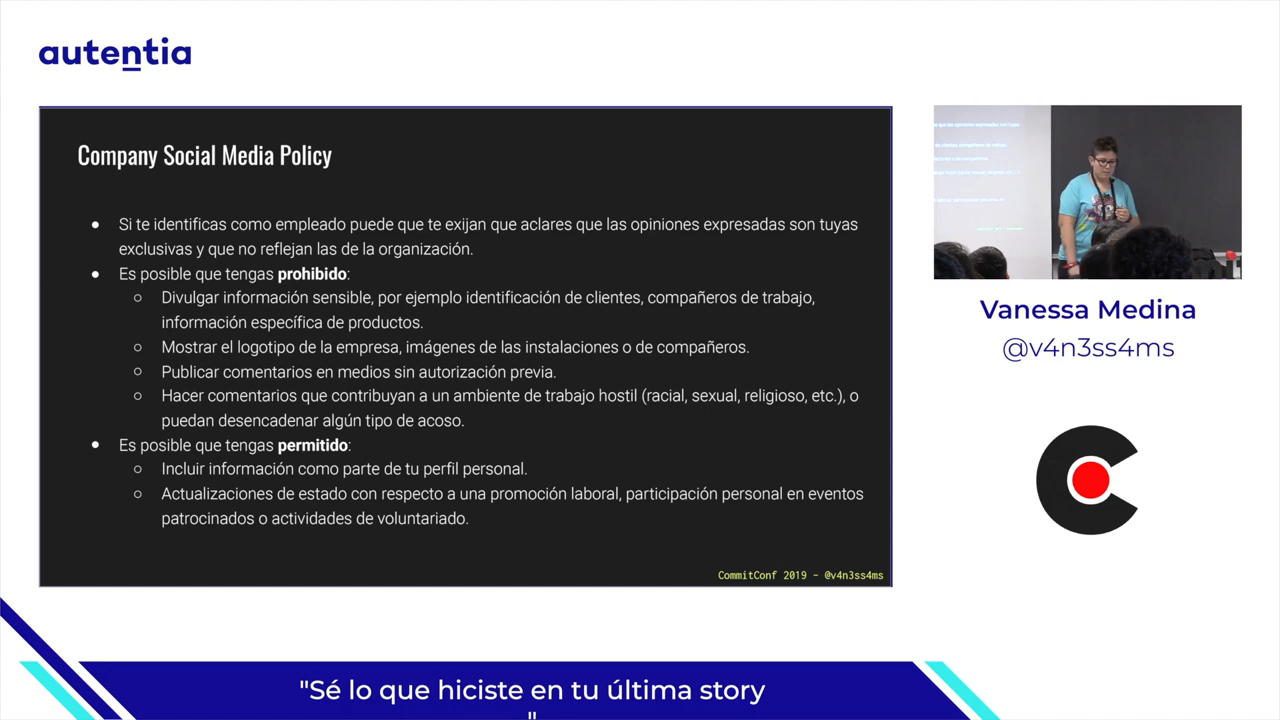 autentia
Company Social Media Policy
● Si te identificas como empleado puede que te exijan que aclares que las opiniones expresadas son tuyas
exclusivas y que no reflejan las de la organización.
● Es posible que tengas prohibido:
○ Divulgar información sensible, por ejemplo identificación de clientes, compañeros de trabajo,
información específica de productos.
○ Mostrar el logotipo de la empresa, imágenes de las instalaciones o de compañeros.
○ Publicar comentarios en medios sin autorización previa.
○ Hacer comentarios que contribuyan a un ambiente de trabajo hostil (racial, sexual, religioso, etc.), o
puedan desencadenar algún tipo de acoso.
● Es posible que tengas permitido:
○ Incluir información como parte de tu perfil personal.
○ Actualizaciones de estado con respecto a una promoción laboral, participación personal en eventos
patrocinados o actividades de voluntariado.
CommitConf 2019 - @v4n3ss4ms
Vanessa Medina
@v4n3ss4ms
"Sé lo que hiciste en tu última story
"